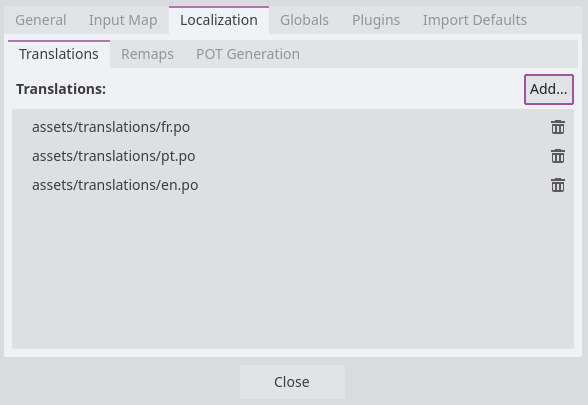 General Input Map Localization Globals Plugins Import Defaults
Translations Remaps POT Generation
Translations: Add...
assets/translations/fr.po
assets/translations/pt.po
assets/translations/en.po
Close